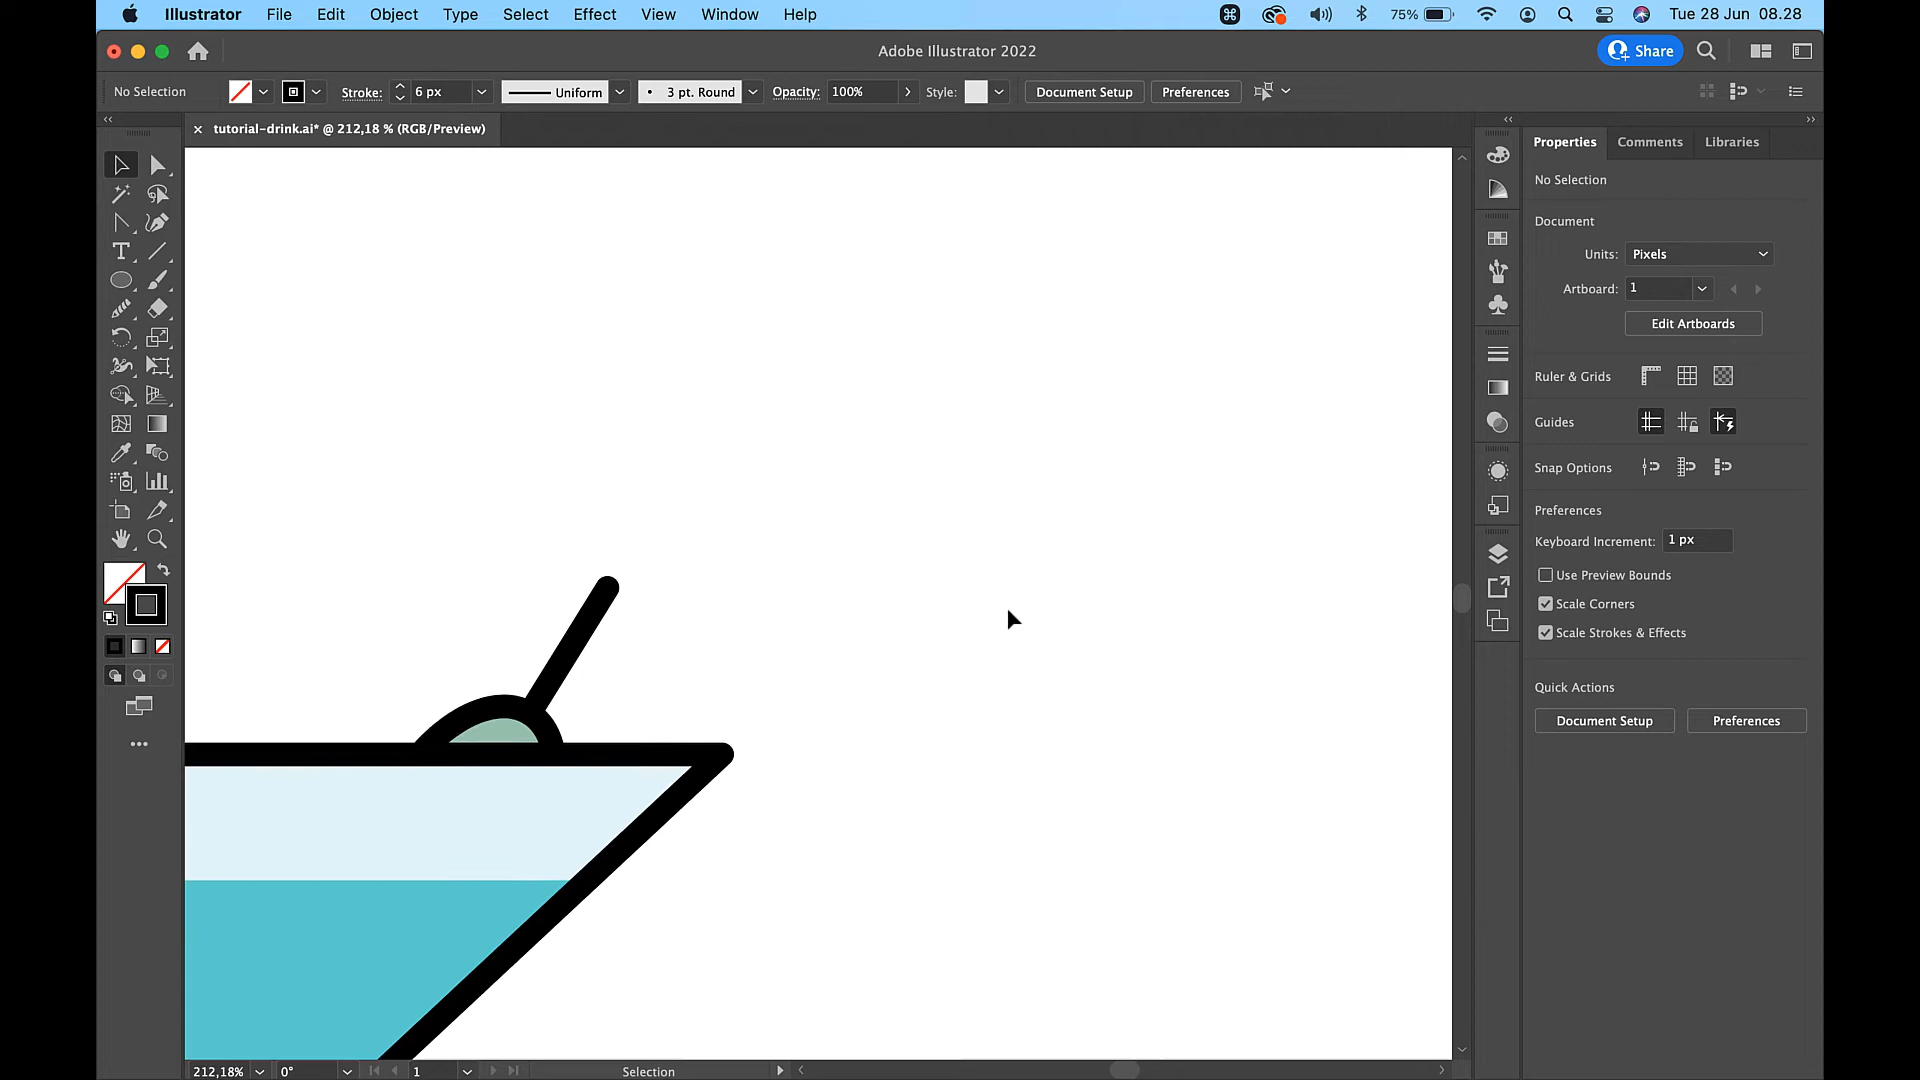 Illustrator File Edit Object Type Select Effect View Window Help 75% Tue 28 Jun 08.28
Adobe Illustrator 2022 Share
No Selection Stroke: 6 px Uniform 3 pt. Round Opacity: 100% Style: Document Setup Preferences
tutorial-drink.ai* @ 212,18 % (RGB/Preview)
Properties Comments Libraries
No Selection
Document
Units: Pixels
Artboard: 1
Edit Artboards
Ruler & Grids
Guides
Snap Options
Preferences
Keyboard Increment: 1 px
Use Preview Bounds
Scale Corners
Scale Strokes & Effects
Quick Actions
Document Setup Preferences
212,18% 0° 1 Selection